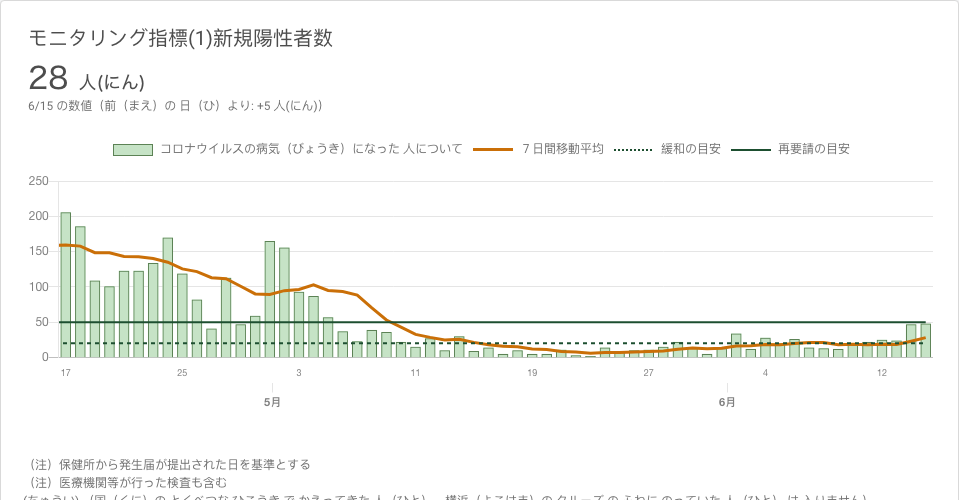 モニタリング指標(1)新規陽性者数
28 人(にん)
6/15 の数値（前（まえ）の 日（ひ）より: +5 人(にん)）
コロナウイルスの病気（びょうき）になった 人について 7 日間移動平均 緩和の目安 再要請の目安
250
200
150
100
50
0
17 25 3 11 19 27 4 12
5月 6月
（注）保健所から発生届が提出された日を基準とする
（注）医療機関等が行った検査も含む